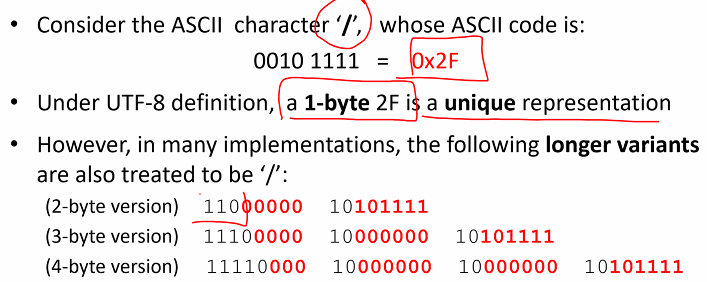 • Consider the ASCII character ‘/’, whose ASCII code is:
0010 1111 = 0x2F
• Under UTF-8 definition, a 1-byte 2F is a unique representation
• However, in many implementations, the following longer variants
are also treated to be ‘/’:
(2-byte version) 11000000 10101111
(3-byte version) 11100000 10000000 10101111
(4-byte version) 11110000 10000000 10000000 10101111